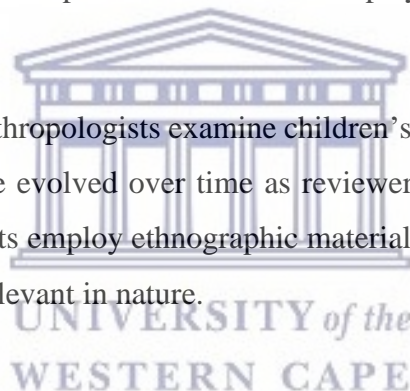 thropologists examine children’s
e evolved over time as reviewer
ts employ ethnographic material
levant in nature.
UNIVERSITY of the
WESTERN CAPE